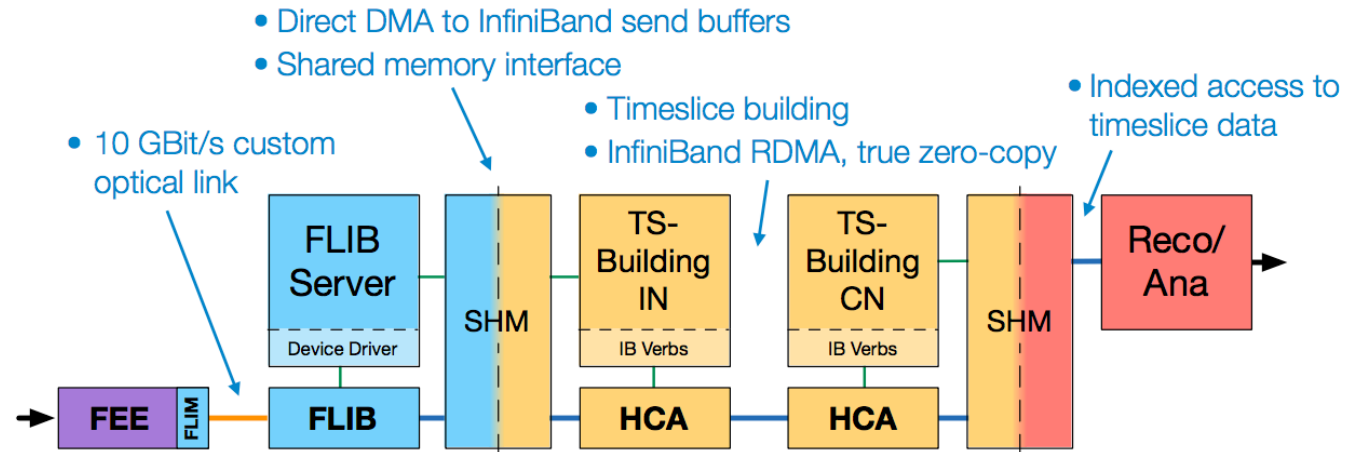 • Direct DMA to InfiniBand send buffers
• Shared memory interface
• Timeslice building
• InfiniBand RDMA, true zero-copy
• Indexed access to
timeslice data
• 10 GBit/s custom
optical link
FLIB
Server
Device Driver
SHM
TS-
Building
IN
IB Verbs
TS-
Building
CN
IB Verbs
SHM
Reco/
Ana
FEE
FLIM
FLIB
HCA
HCA